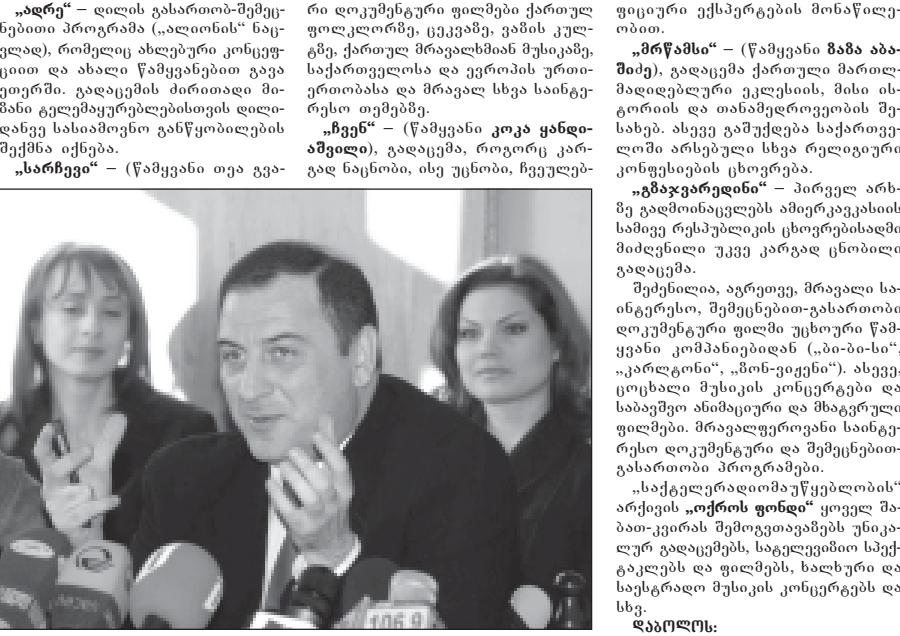 „ადრე“ – დილის გასართობ-შემეც-
ნებითი პროგრამა („ალიონის“ ნაც-
ვლად), რომელიც ახლებური კონცეფ-
ციით და ახალი წამყვანებით გავა
ეთერში. გადაცემის ძირითადი მი-
ზანი ტელემაყურებლებისთვის დილი-
დანვე სასიამოვნო განწყობილების
შექმნა იქნება.
„სარჩევი“ – (წამყვანი თეა გვა-
რი დოკუმენტური ფილმები ქართულ
ფოლკლორზე, ცეკვაზე, ვაზის კულ-
ტზე, ქართულ მრავალხმიან მუსიკაზე,
საქართველოსა და ევროპის ურთი-
ერთობასა და მრავალ სხვა საინტე-
რესო თემებზე.
„ჩვენ“ – (წამყვანი კოკა ყანდი-
აშვილი), გადაცემა, როგორც კარ-
გად ნაცნობი, ისე უცნობი, ჩვეულებ-
ფიციური ექსპერტების მონაწილე-
ობით.
„მრწამსი“ – (წამყვანი ზაზა აბა-
შიძე), გადაცემა ქართული მართლ-
მადიდებლური ეკლესიის, მისი ის-
ტორიის და თანამედროვეობის შე-
სახებ. ასევე გაშუქდება საქართვე-
ლოში არსებული სხვა რელიგიური
კონფესიების ცხოვრება.
„გზაჯვარედინი“ – პირველ არხ-
ზე გადმოინაცვლებს ამიერკავკასიის
სამივე რესპუბლიკის ცხოვრებისადმი
მიძღვნილი უკვე კარგად ცნობილი
გადაცემა.
შეძენილია, აგრეთვე, მრავალი სა-
ინტერესო, შემეცნებით-გასართობი
დოკუმენტური ფილმი უცხოური წამ-
ყვანი კომპანიებიდან („ბი-ბი-სი“,
„კარლტონი“, „ზონ-ვიჟენი“). ასევე,
ცოცხალი მუსიკის კონცერტები და
საბავშვო ანიმაციური და მხატვრული
ფილმები. მრავალფეროვანი საინტე-
რესო დოკუმენტური და შემეცნებით-
გასართობი პროგრამები.
„საქტელერადიომაუწყებლობის“
არქივის „ოქროს ფონდი“ ყოველ შა-
ბათ-კვირას შემოგვთავაზებს უნიკა-
ლურ გადაცემებს, სატელევიზიო სპექ-
ტაკლებს და ფილმებს, ხალხური და
საესტრადო მუსიკის კონცერტებს და
სხვ.
დაბოლოს:
106.9